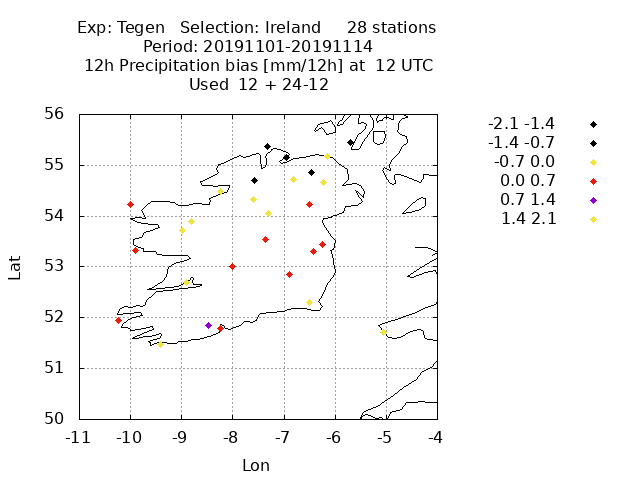 Exp: Tegen   Selection: Ireland     28 stations
Period: 20191101-20191114
12h Precipitation bias [mm/12h] at  12 UTC
Used  12 + 24-12
-2.1 -1.4
-1.4 -0.7
-0.7 0.0
0.0 0.7
0.7 1.4
1.4 2.1
56
55
54
53
52
51
50
Lat
-11 -10 -9 -8 -7 -6 -5 -4
Lon